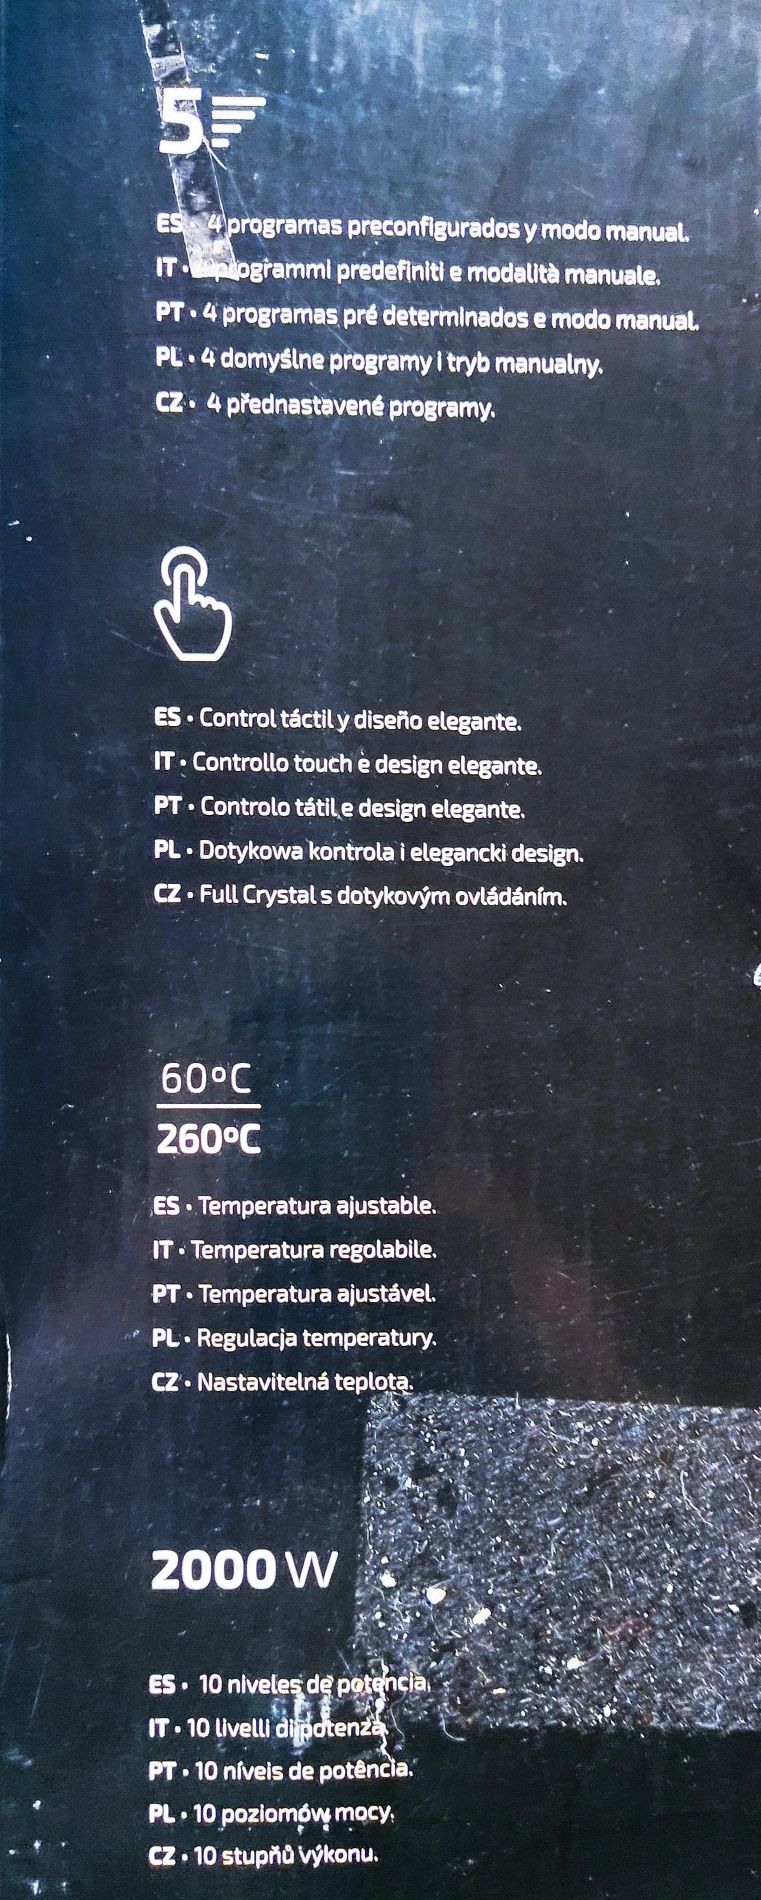 5
ES • 4 programas preconfigurados y modo manual.
IT • programmi predefiniti e modalità manuale.
PT • 4 programas pré determinados e modo manual.
PL • 4 domyślne programy i tryb manualny.
CZ • 4 přednastavené programy.
ES • Control táctil y diseño elegante.
IT • Controllo touch e design elegante.
PT • Controlo tátil e design elegante.
PL • Dotykowa kontrola i elegancki design.
CZ • Full Crystal s dotykovým ovládáním.
60ºC
260ºC
ES • Temperatura ajustable.
IT • Temperatura regolabile.
PT • Temperatura ajustável.
PL • Regulacja temperatury.
CZ • Nastavitelná teplota.
2000 W
ES • 10 niveles de potencia.
IT • 10 livelli di potenza.
PT • 10 níveis de potência.
PL • 10 poziomów mocy.
CZ • 10 stupňů výkonu.